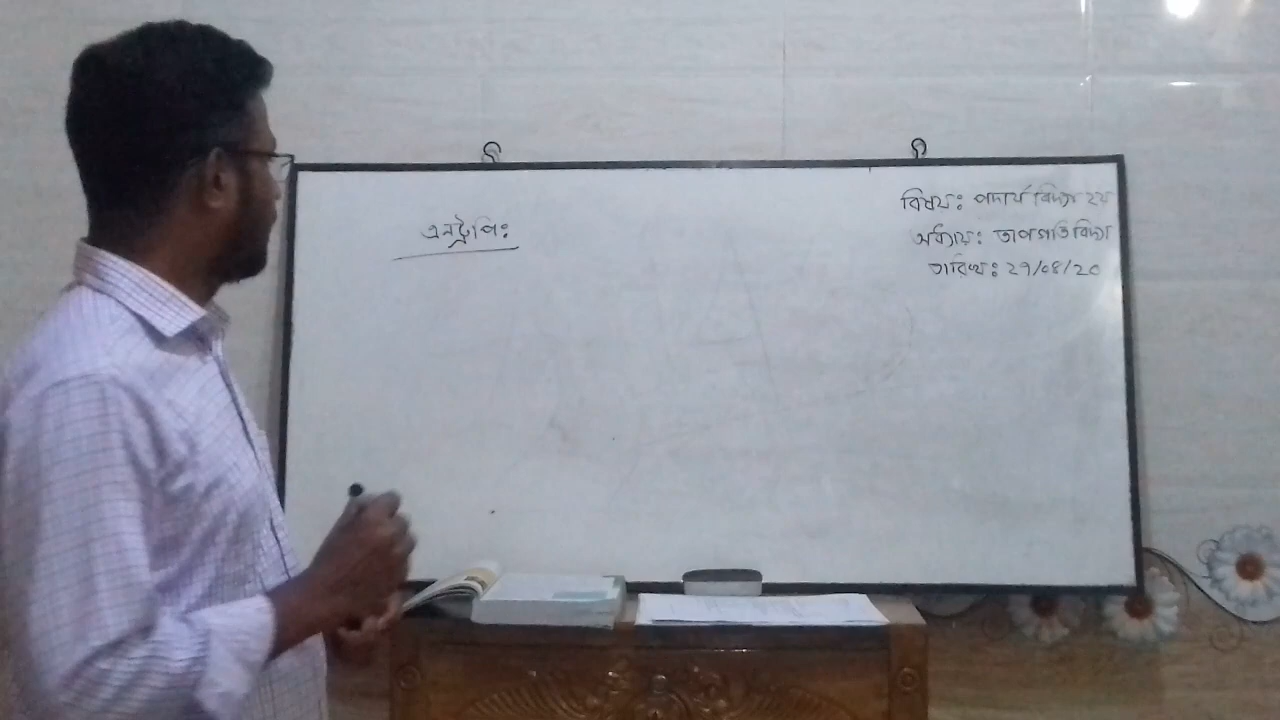 এনট্রপিঃ
বিষয়ঃ পদার্থ বিদ্যা ২য়
অধ্যায়ঃ তাপগতিবিদ্যা
তারিখঃ ২৭/০৪/২০